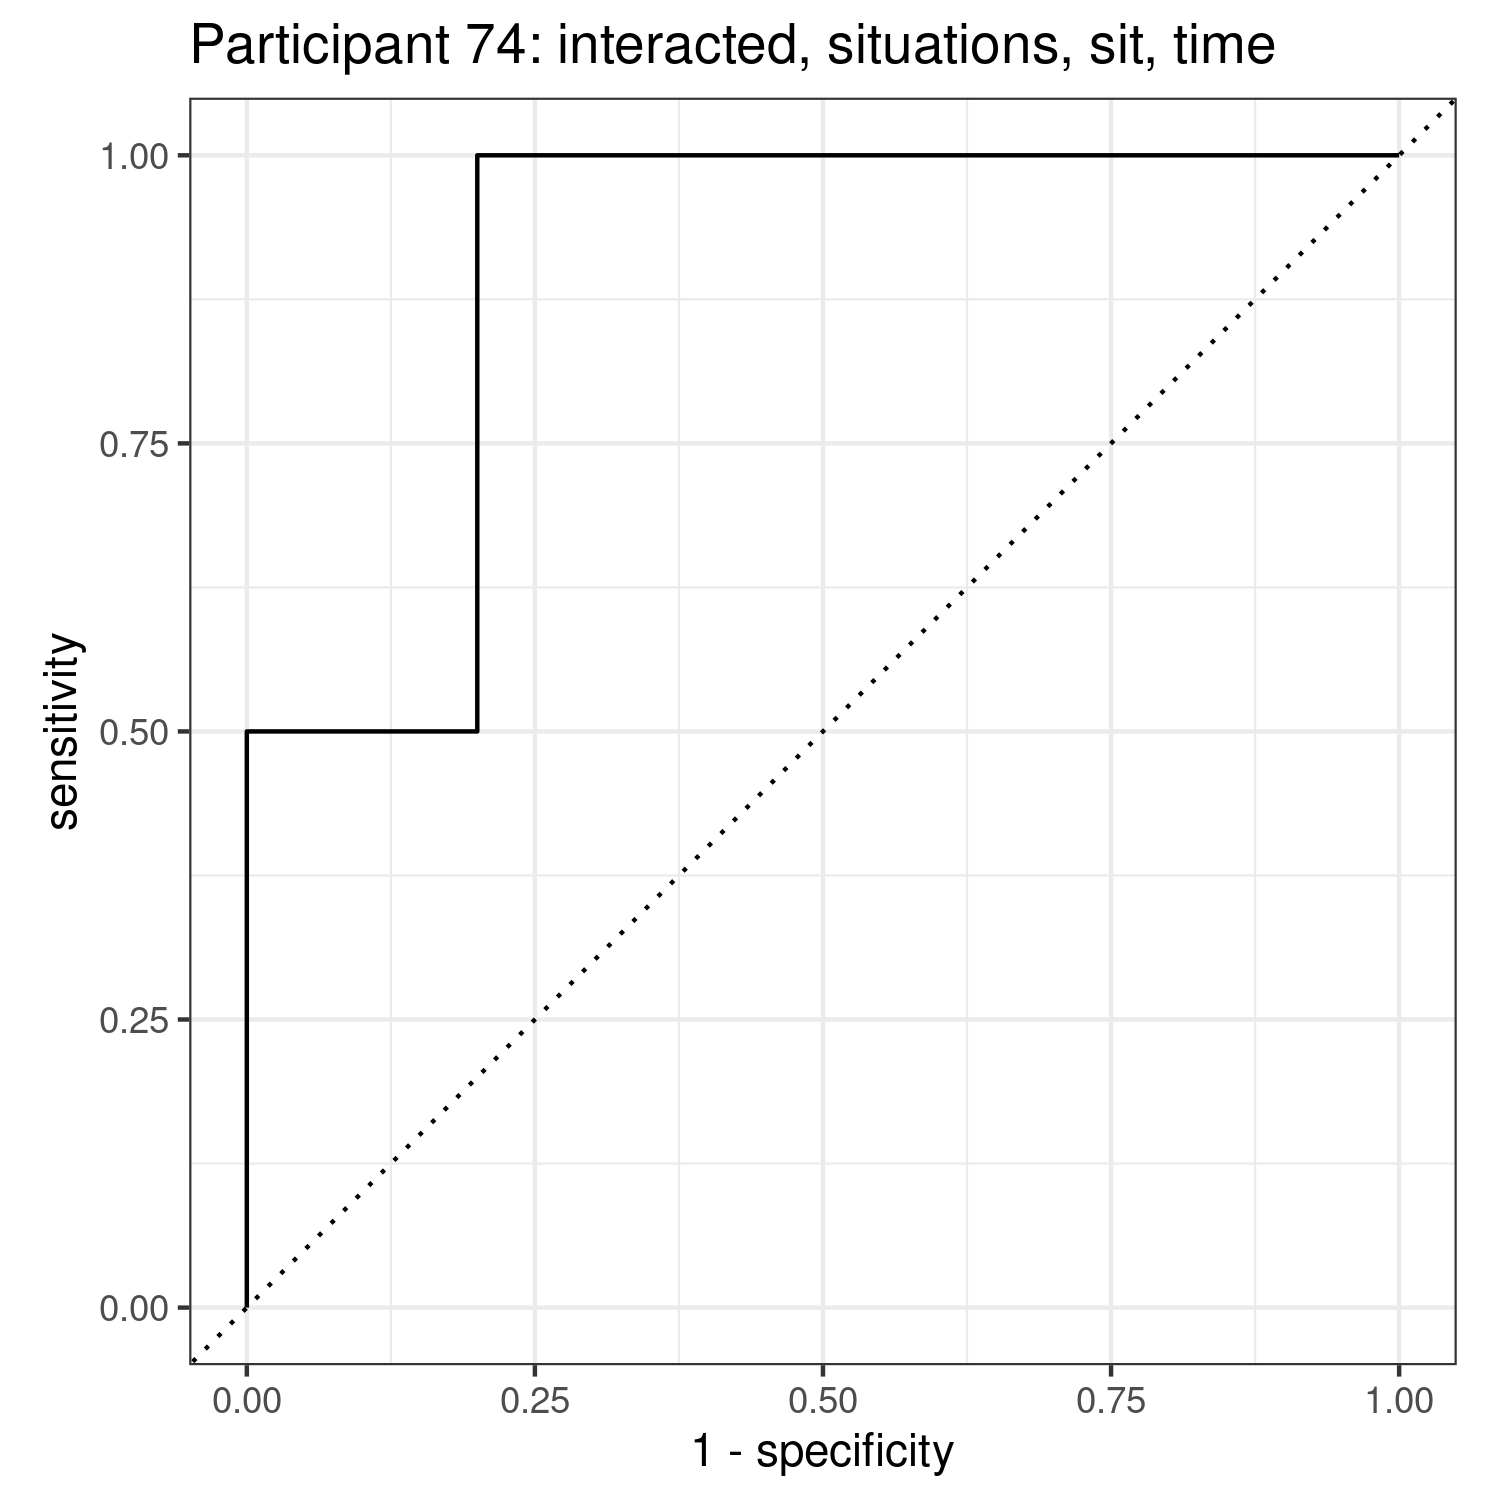 Participant 74: interacted, situations, sit, time
1.00
0.75
0.50
0.25
0.00
sensitivity
0.00 0.25 0.50 0.75 1.00
1 - specificity